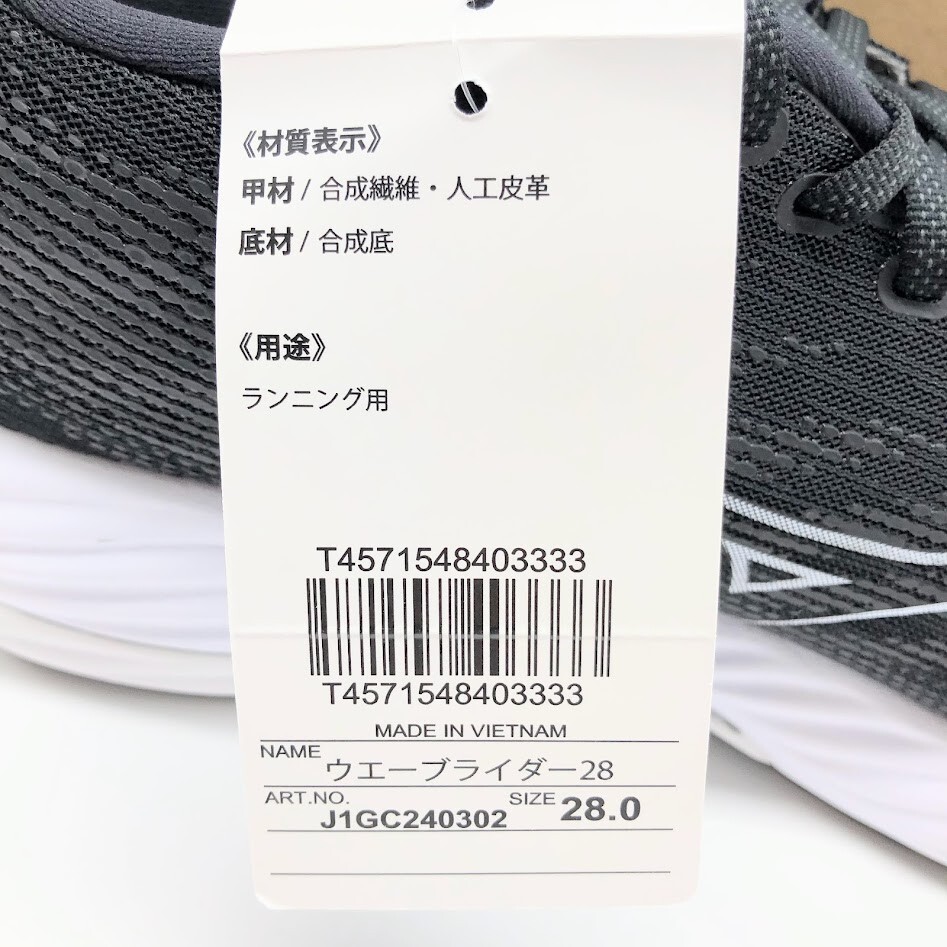 《材質表示》
甲材 / 合成繊維・人工皮革
底材 / 合成底
《用途》
ランニング用
T4571548403333
T4571548403333
MADE IN VIETNAM
NAME ウエーブライダー28
ART.NO. J1GC240302 SIZE 28.0